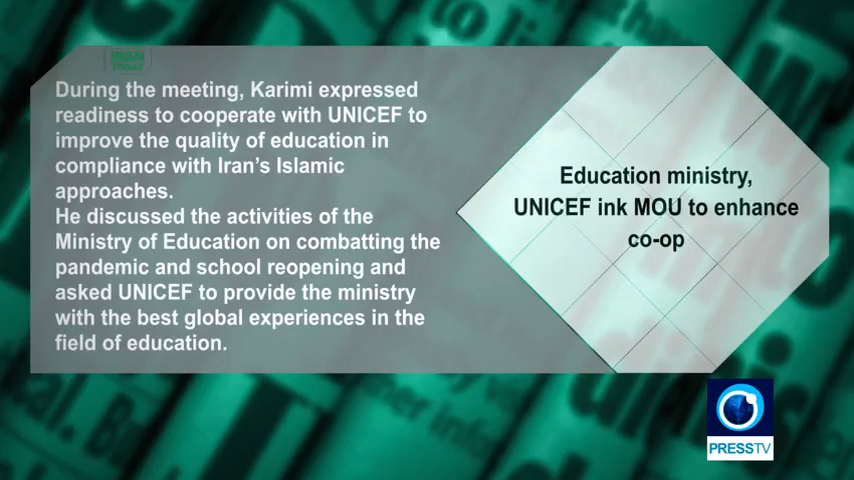 During the meeting, Karimi expressed
readiness to cooperate with UNICEF to
improve the quality of education in
compliance with Iran's Islamic
approaches.
He discussed the activities of the
Ministry of Education on combatting the
pandemic and school reopening and
asked UNICEF to provide the ministry
with the best global experiences in the
field of education.
Education ministry,
UNICEF ink MOU to enhance
co-op
PRESSTV